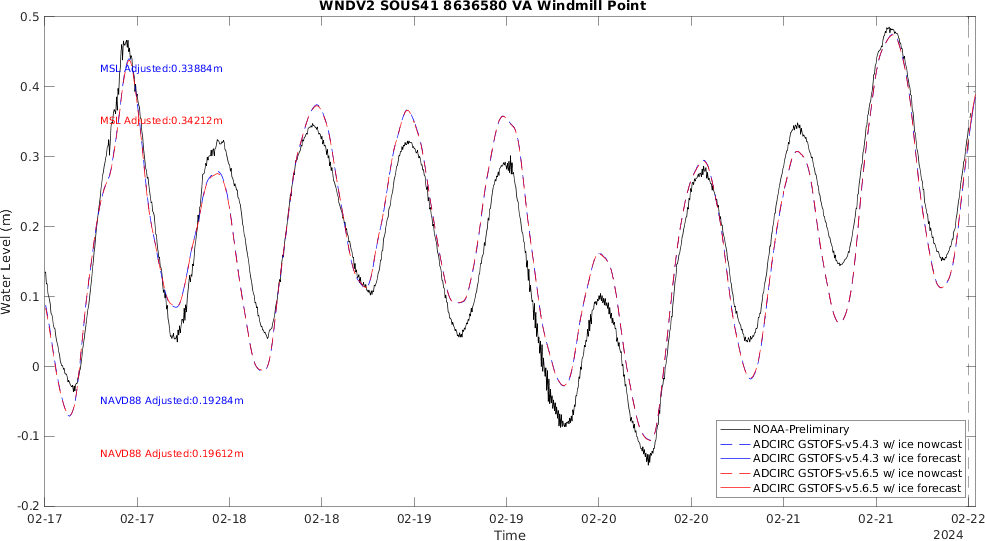 WNDV2 SOUS41 8636580 VA Windmill Point
0.5
0.4
0.3
0.2
0.1
0
-0.1
-0.2
Water Level (m)
MSL Adjusted:0.33884m
MSL Adjusted:0.34212m
NAVD88 Adjusted:0.19284m
NAVD88 Adjusted:0.19612m
NOAA-Preliminary
ADCIRC GSTOFS-v5.4.3 w/ ice nowcast
ADCIRC GSTOFS-v5.4.3 w/ ice forecast
ADCIRC GSTOFS-v5.6.5 w/ ice nowcast
ADCIRC GSTOFS-v5.6.5 w/ ice forecast
02-17 02-17 02-18 02-18 02-19 02-19 02-20 02-20 02-21 02-21 02-22
Time
2024